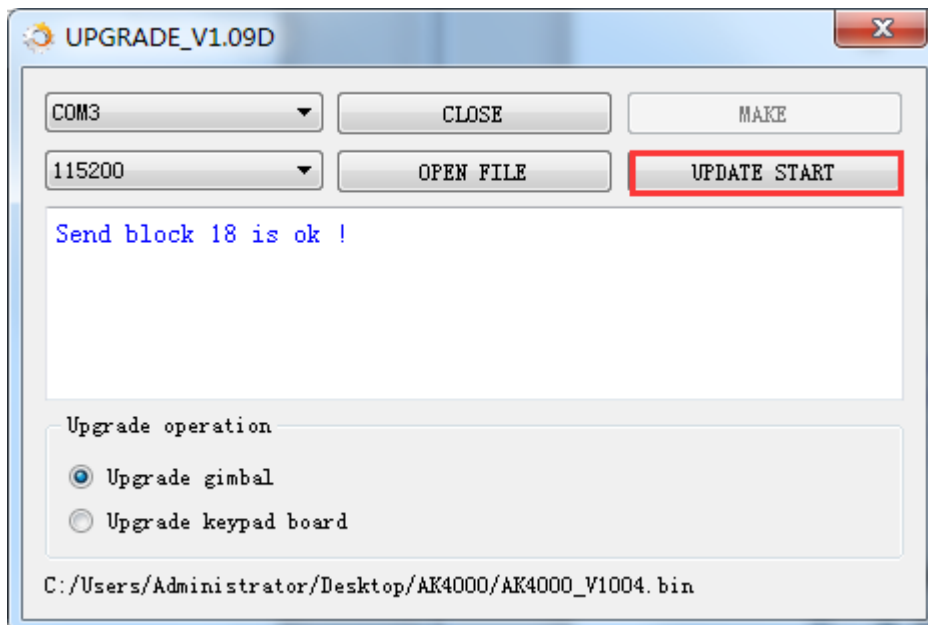 UPGRADE_V1.09D
COM3 CLOSE MAKE
115200 OPEN FILE UPDATE START
Send block 18 is ok !
Upgrade operation
Upgrade gimbal
Upgrade keypad board
C:/Users/Administrator/Desktop/AK4000/AK4000_V1004.bin